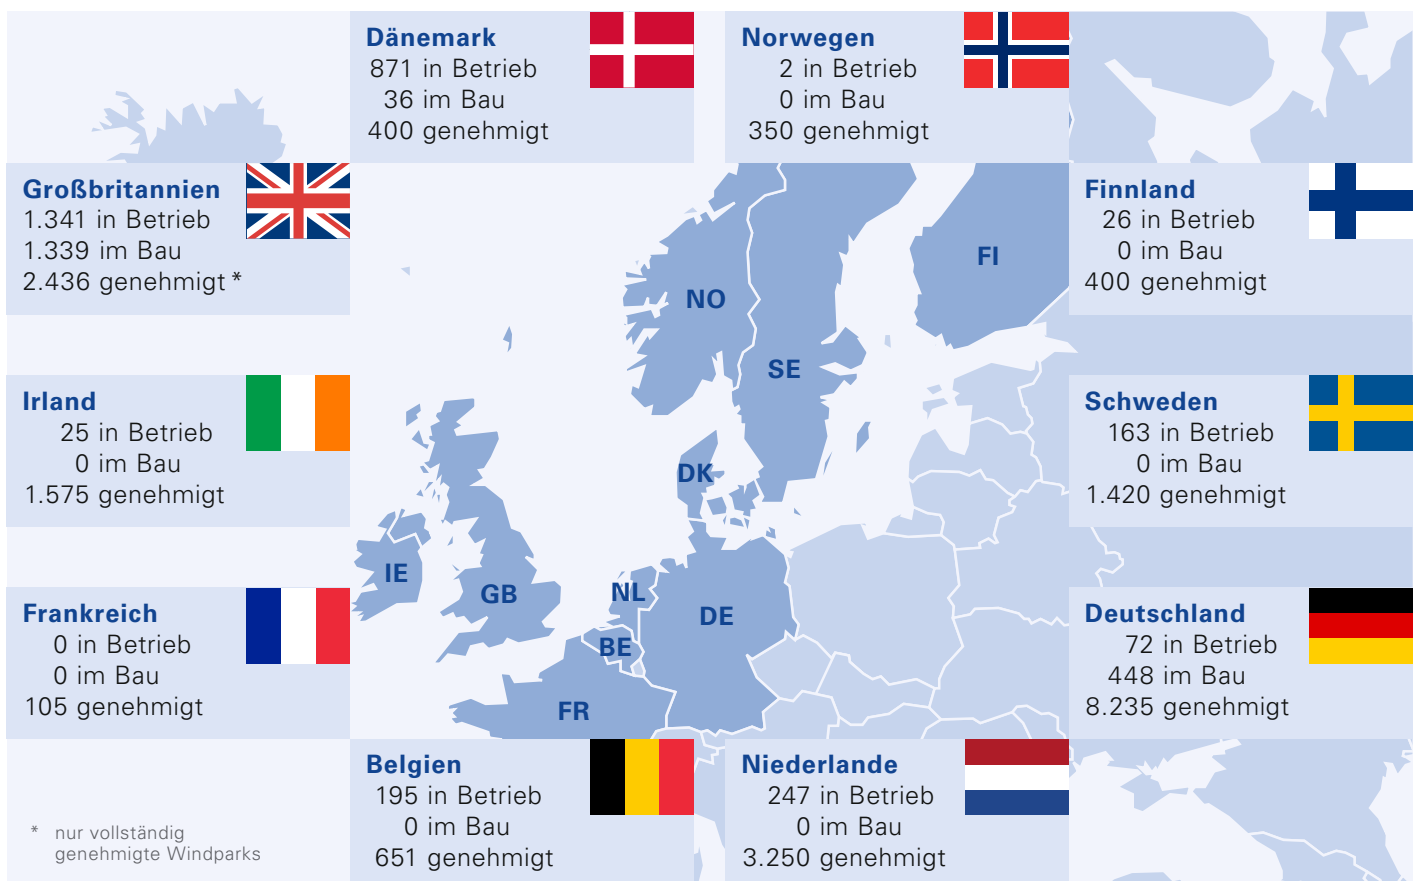 Dänemark
871 in Betrieb
36 im Bau
400 genehmigt
Norwegen
2 in Betrieb
0 im Bau
350 genehmigt
Großbritannien
1.341 in Betrieb
1.339 im Bau
2.436 genehmigt *
Finnland
26 in Betrieb
0 im Bau
400 genehmigt
Irland
25 in Betrieb
0 im Bau
1.575 genehmigt
Schweden
163 in Betrieb
0 im Bau
1.420 genehmigt
Frankreich
0 in Betrieb
0 im Bau
105 genehmigt
Deutschland
72 in Betrieb
448 im Bau
8.235 genehmigt
Belgien
195 in Betrieb
0 im Bau
651 genehmigt
Niederlande
247 in Betrieb
0 im Bau
3.250 genehmigt
FI
NO
SE
DK
IE
GB
NL
DE
BE
FR
* nur vollständig
genehmigte Windparks